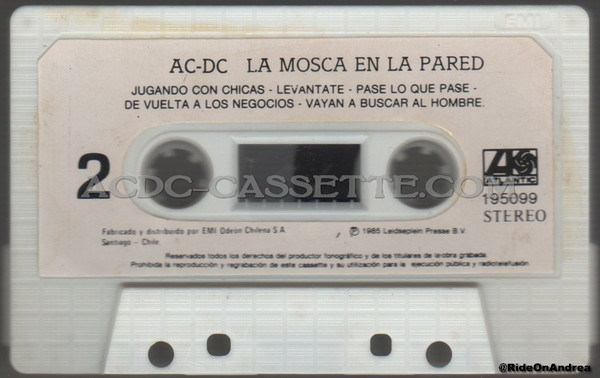 EMI
AC-DC LA MOSCA EN LA PARED
JUGANDO CON CHICAS - LEVANTATE - PASE LO QUE PASE -
DE VUELTA A LOS NEGOCIOS - VAYAN A BUSCAR AL HOMBRE.
2
ACDC-CASSETTE.COM
ATLANTIC
195099
STEREO
Fabricado y distribuido por EMI Odeon Chilena S.A.
Santiago - Chile
℗ 1985 Leidseplein Presse B.V.
Reservados todos los derechos del productor fonográfico y de los titulares de la obra grabada.
Prohibida la reproducción y regrabación de este cassette y su utilización para la ejecución pública y radiotelefusión.
@RideOnAndrea